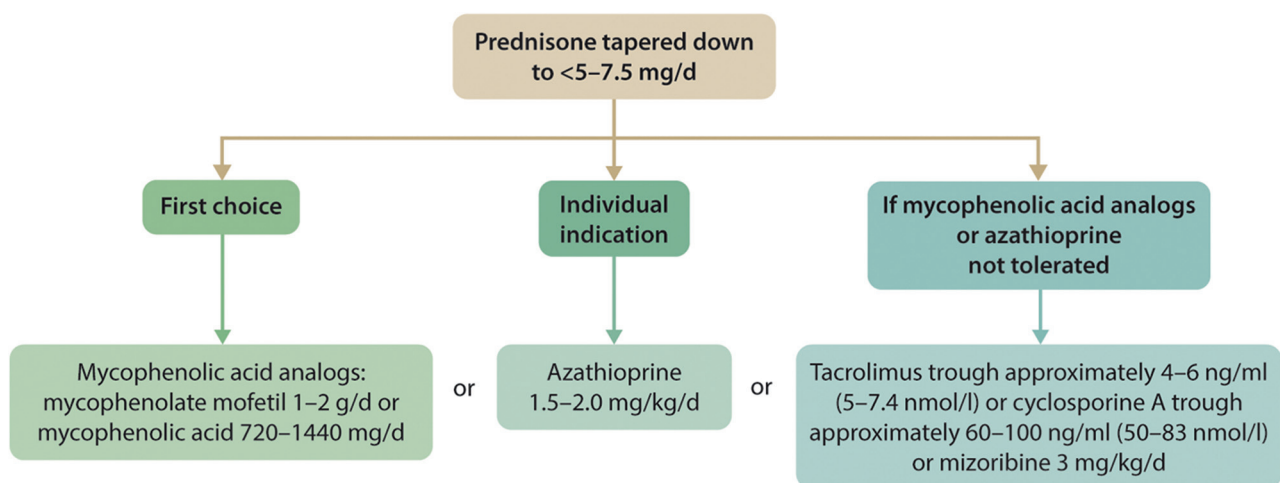 Prednisone tapered down
to <5–7.5 mg/d
First choice
Individual
indication
If mycophenolic acid analogs
or azathioprine
not tolerated
Mycophenolic acid analogs:
mycophenolate mofetil 1–2 g/d or
mycophenolic acid 720–1440 mg/d
or
Azathioprine
1.5–2.0 mg/kg/d
or
Tacrolimus trough approximately 4–6 ng/ml
(5–7.4 nmol/l) or cyclosporine A trough
approximately 60–100 ng/ml (50–83 nmol/l)
or mizoribine 3 mg/kg/d